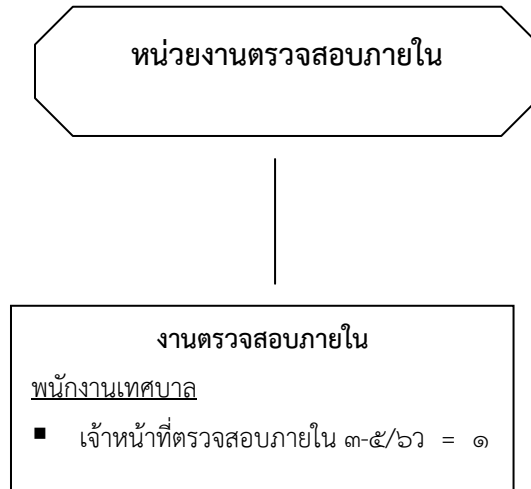 หน่วยงานตรวจสอบภายใน
งานตรวจสอบภายใน
พนักงานเทศบาล
▪ เจ้าหน้าที่ตรวจสอบภายใน ๓-๕/๖ว = ๑